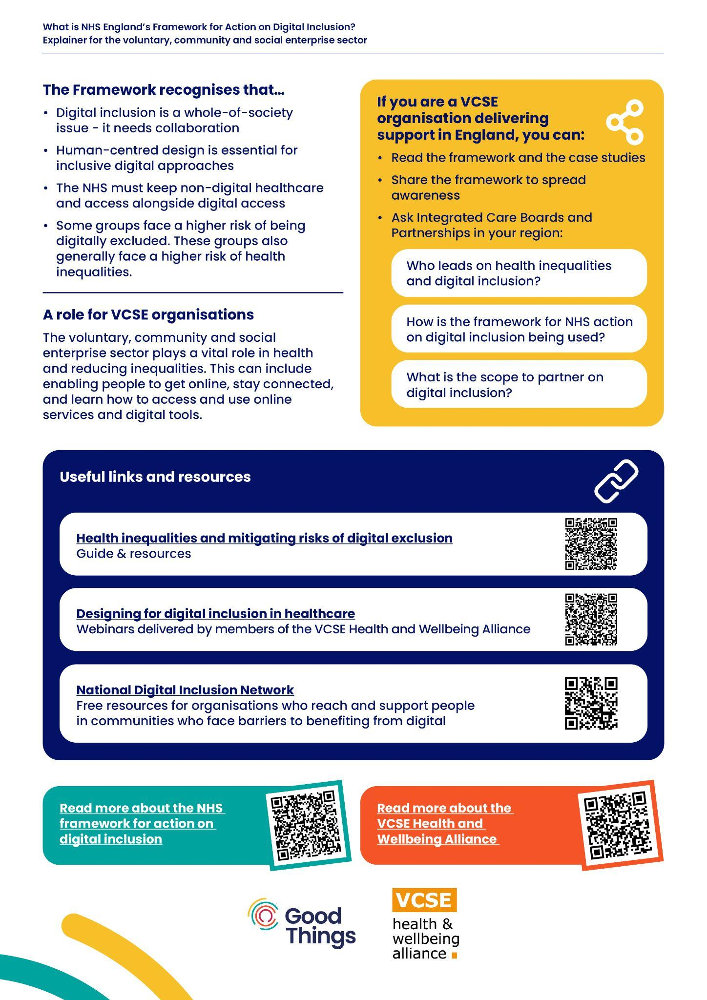 What is NHS England’s Framework for Action on Digital Inclusion?
Explainer for the voluntary, community and social enterprise sector
The Framework recognises that...
• Digital inclusion is a whole-of-society
issue - it needs collaboration
• Human-centred design is essential for
inclusive digital approaches
• The NHS must keep non-digital healthcare
and access alongside digital access
• Some groups face a higher risk of being
digitally excluded. These groups also
generally face a higher risk of health
inequalities.
A role for VCSE organisations
The voluntary, community and social
enterprise sector plays a vital role in health
and reducing inequalities. This can include
enabling people to get online, stay connected,
and learn how to access and use online
services and digital tools.
If you are a VCSE
organisation delivering
support in England, you can:
• Read the framework and the case studies
• Share the framework to spread
awareness
• Ask Integrated Care Boards and
Partnerships in your region:
Who leads on health inequalities
and digital inclusion?
How is the framework for NHS action
on digital inclusion being used?
What is the scope to partner on
digital inclusion?
Useful links and resources
Health inequalities and mitigating risks of digital exclusion
Guide & resources
Designing for digital inclusion in healthcare
Webinars delivered by members of the VCSE Health and Wellbeing Alliance
National Digital Inclusion Network
Free resources for organisations who reach and support people
in communities who face barriers to benefiting from digital
Read more about the NHS
framework for action on
digital inclusion
Read more about the
VCSE Health and
Wellbeing Alliance
Good
Things
VCSE
health &
wellbeing
alliance